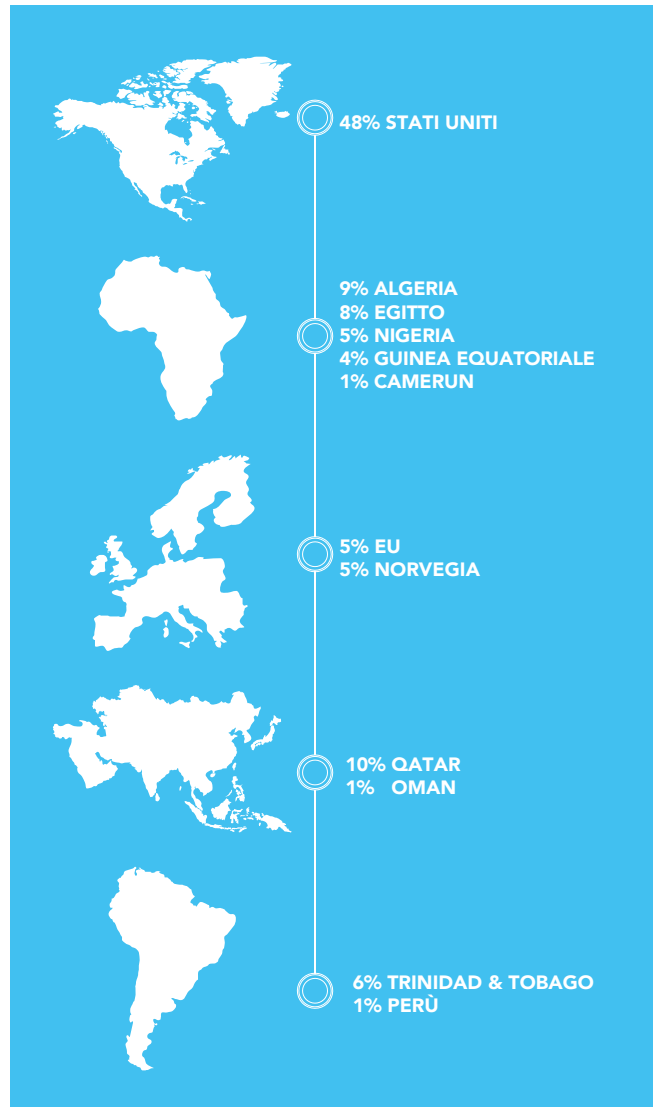 48% STATI UNITI
9% ALGERIA
8% EGITTO
5% NIGERIA
4% GUINEA EQUATORIALE
1% CAMERUN
5% EU
5% NORVEGIA
10% QATAR
1% OMAN
6% TRINIDAD & TOBAGO
1% PERÙ